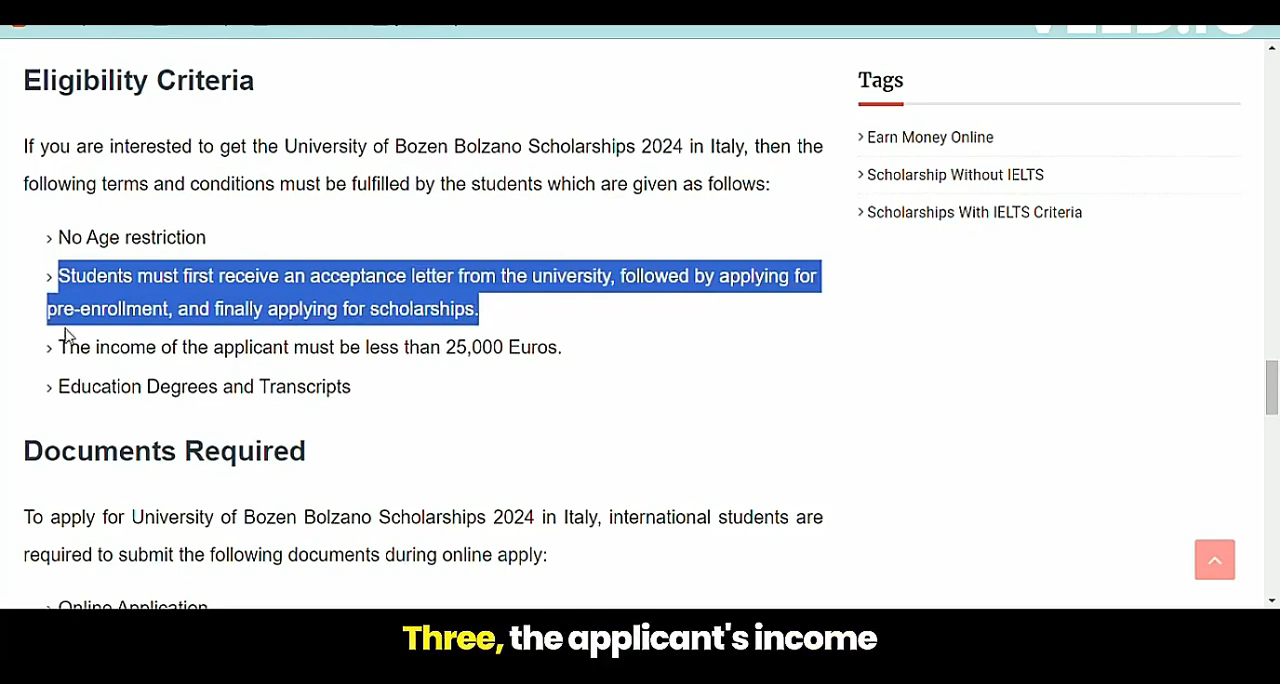 Eligibility Criteria
If you are interested to get the University of Bozen Bolzano Scholarships 2024 in Italy, then the
following terms and conditions must be fulfilled by the students which are given as follows:
› No Age restriction
› Students must first receive an acceptance letter from the university, followed by applying for
pre-enrollment, and finally applying for scholarships.
› The income of the applicant must be less than 25,000 Euros.
› Education Degrees and Transcripts
Documents Required
To apply for University of Bozen Bolzano Scholarships 2024 in Italy, international students are
required to submit the following documents during online apply:
› Online Application
Tags
› Earn Money Online
› Scholarship Without IELTS
› Scholarships With IELTS Criteria
Three, the applicant's income